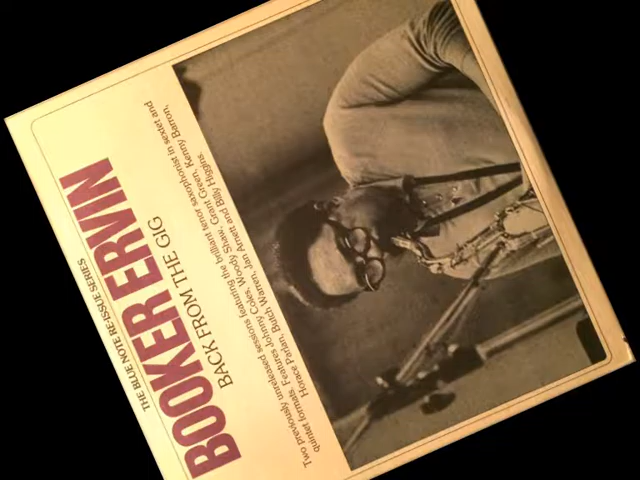 THE BLUE NOTE RE-ISSUE SERIES
BOOKER ERVIN
BACK FROM THE GIG
Two previously unreleased sessions featuring the brilliant tenor saxophonist in sextet and
quintet formats. Features Johnny Coles, Woody Shaw, Grant Green, Kenny Barron,
Horace Parlan, Butch Warren, Jan Arnett and Billy Higgins.